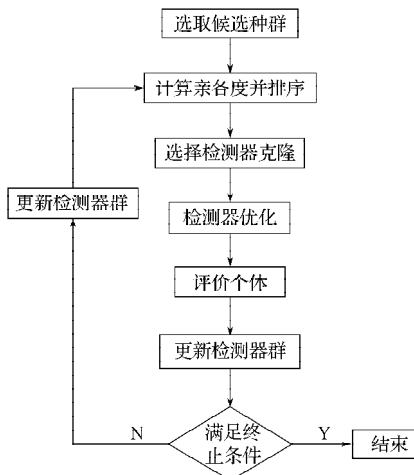 选取候选种群
计算亲各度并排序
选择检测器克隆
更新检测器群
检测器优化
评价个体
更新检测器群
N
满足终
止条件
Y
结束